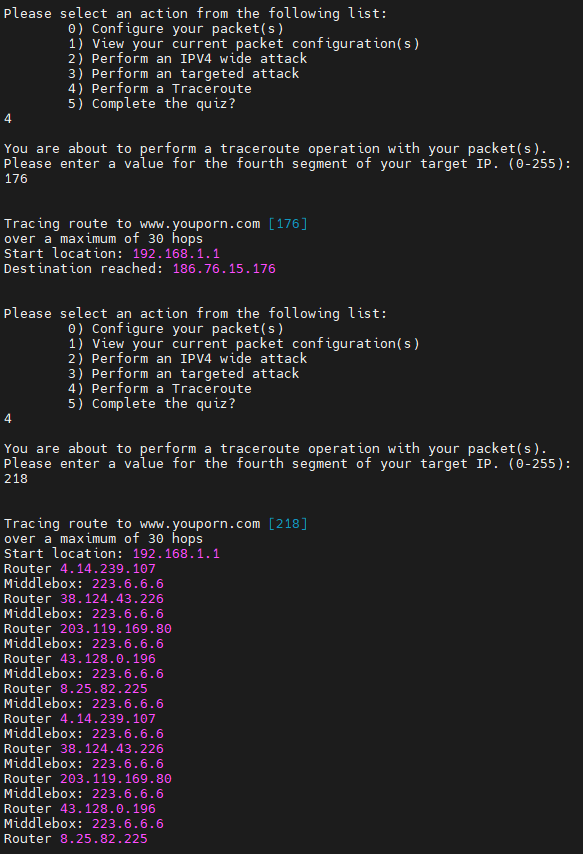 Please select an action from the following list:
0) Configure your packet(s)
1) View your current packet configuration(s)
2) Perform an IPV4 wide attack
3) Perform an targeted attack
4) Perform a Traceroute
5) Complete the quiz?
4
You are about to perform a traceroute operation with your packet(s).
Please enter a value for the fourth segment of your target IP. (0-255):
176
Tracing route to www.youporn.com [176]
over a maximum of 30 hops
Start location: 192.168.1.1
Destination reached: 186.76.15.176
Please select an action from the following list:
0) Configure your packet(s)
1) View your current packet configuration(s)
2) Perform an IPV4 wide attack
3) Perform an targeted attack
4) Perform a Traceroute
5) Complete the quiz?
4
You are about to perform a traceroute operation with your packet(s).
Please enter a value for the fourth segment of your target IP. (0-255):
218
Tracing route to www.youporn.com [218]
over a maximum of 30 hops
Start location: 192.168.1.1
Router 4.14.239.107
Middlebox: 223.6.6.6
Router 38.124.43.226
Middlebox: 223.6.6.6
Router 203.119.169.80
Middlebox: 223.6.6.6
Router 43.128.0.196
Middlebox: 223.6.6.6
Router 8.25.82.225
Middlebox: 223.6.6.6
Router 4.14.239.107
Middlebox: 223.6.6.6
Router 38.124.43.226
Middlebox: 223.6.6.6
Router 203.119.169.80
Middlebox: 223.6.6.6
Router 43.128.0.196
Middlebox: 223.6.6.6
Router 8.25.82.225